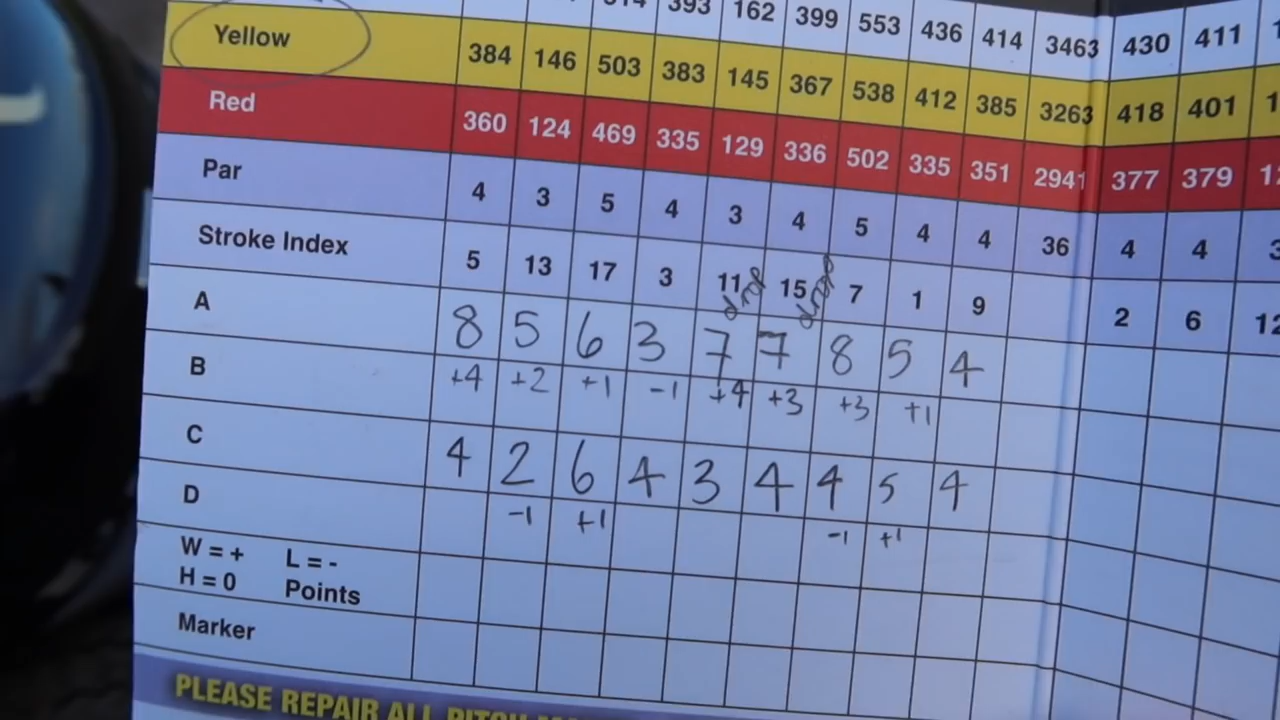 393 162 399 553 436 414 3463 430 411
Yellow 384 146 503 383 145 367 538 412 385 3263 418 401
Red 360 124 469 335 129 336 502 335 351 2941 377 379
Par 4 3 5 4 3 4 5 4 4 36 4 4 3
Stroke Index 5 13 17 3 11 drop 15 drop 7 1 9 2 6 12
A 8 5 6 3 7 7 8 5 4
B +4 +2 +1 -1 +4 +3 +3 +1
C 4 2 6 4 3 4 4 5 4
D -1 +1 -1 +1
W = + L = -
H = 0 Points
Marker
PLEASE REPAIR ALL